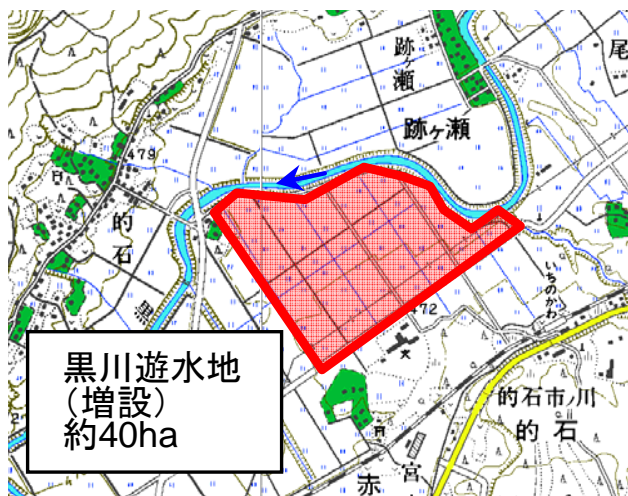 跡ヶ瀬
尾
跡ヶ瀬
479
的石
黒
472
いちのかわ
黒川遊水地
(増設)
約40ha
的石市ノ川
的石
赤
宮